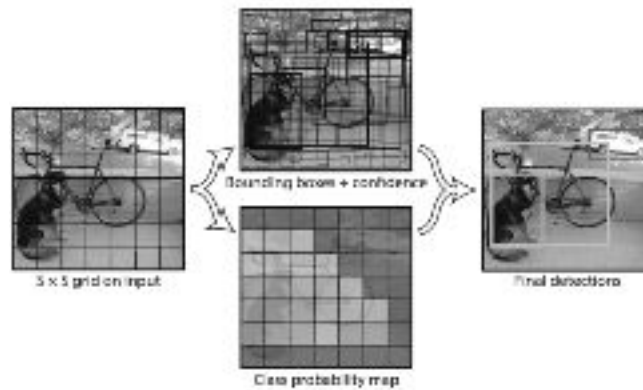 Bounding boxes + confidence
S x S grid on input
Final detections
Class probability map